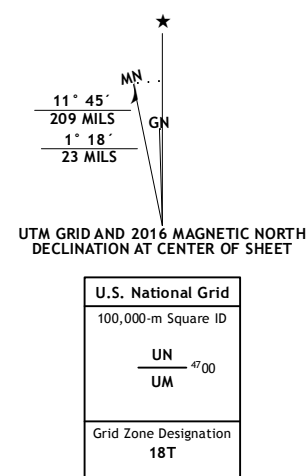 ★
MN
11° 45´
209 MILS
GN
1° 18´
23 MILS
UTM GRID AND 2016 MAGNETIC NORTH
DECLINATION AT CENTER OF SHEET
U.S. National Grid
100,000-m Square ID
UN
4700
UM
Grid Zone Designation
18T